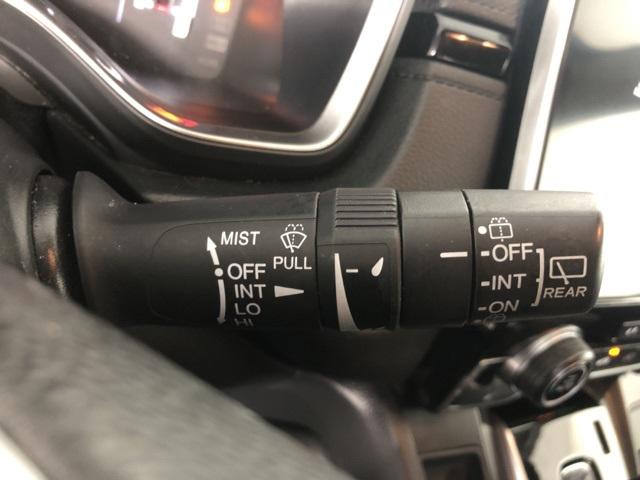 MIST
OFF
INT
LO
HI
PULL
OFF
INT
ON
REAR